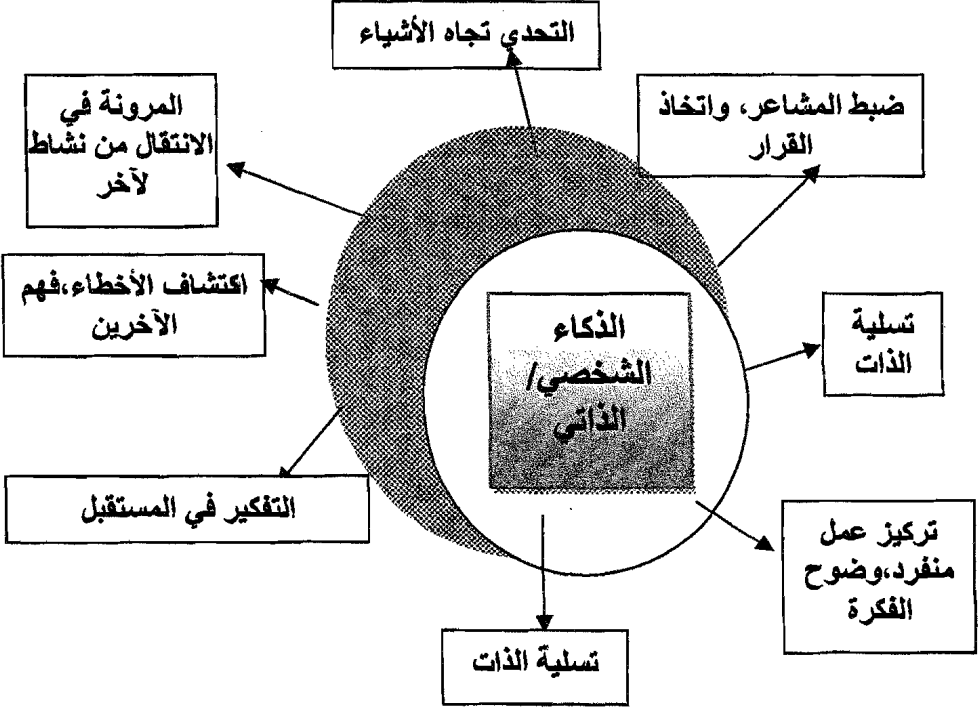 التحدي تجاه الأشياء
ضبط المشاعر، واتخاذ
القرار
المرونة في
الانتقال من نشاط
لآخر
اكتشاف الأخطاء،فهم
الآخرين
الذكاء
الشخصي/
الذاتي
تسلية
الذات
التفكير في المستقبل
تركيز عمل
منفرد،وضوح
الفكرة
تسلية الذات